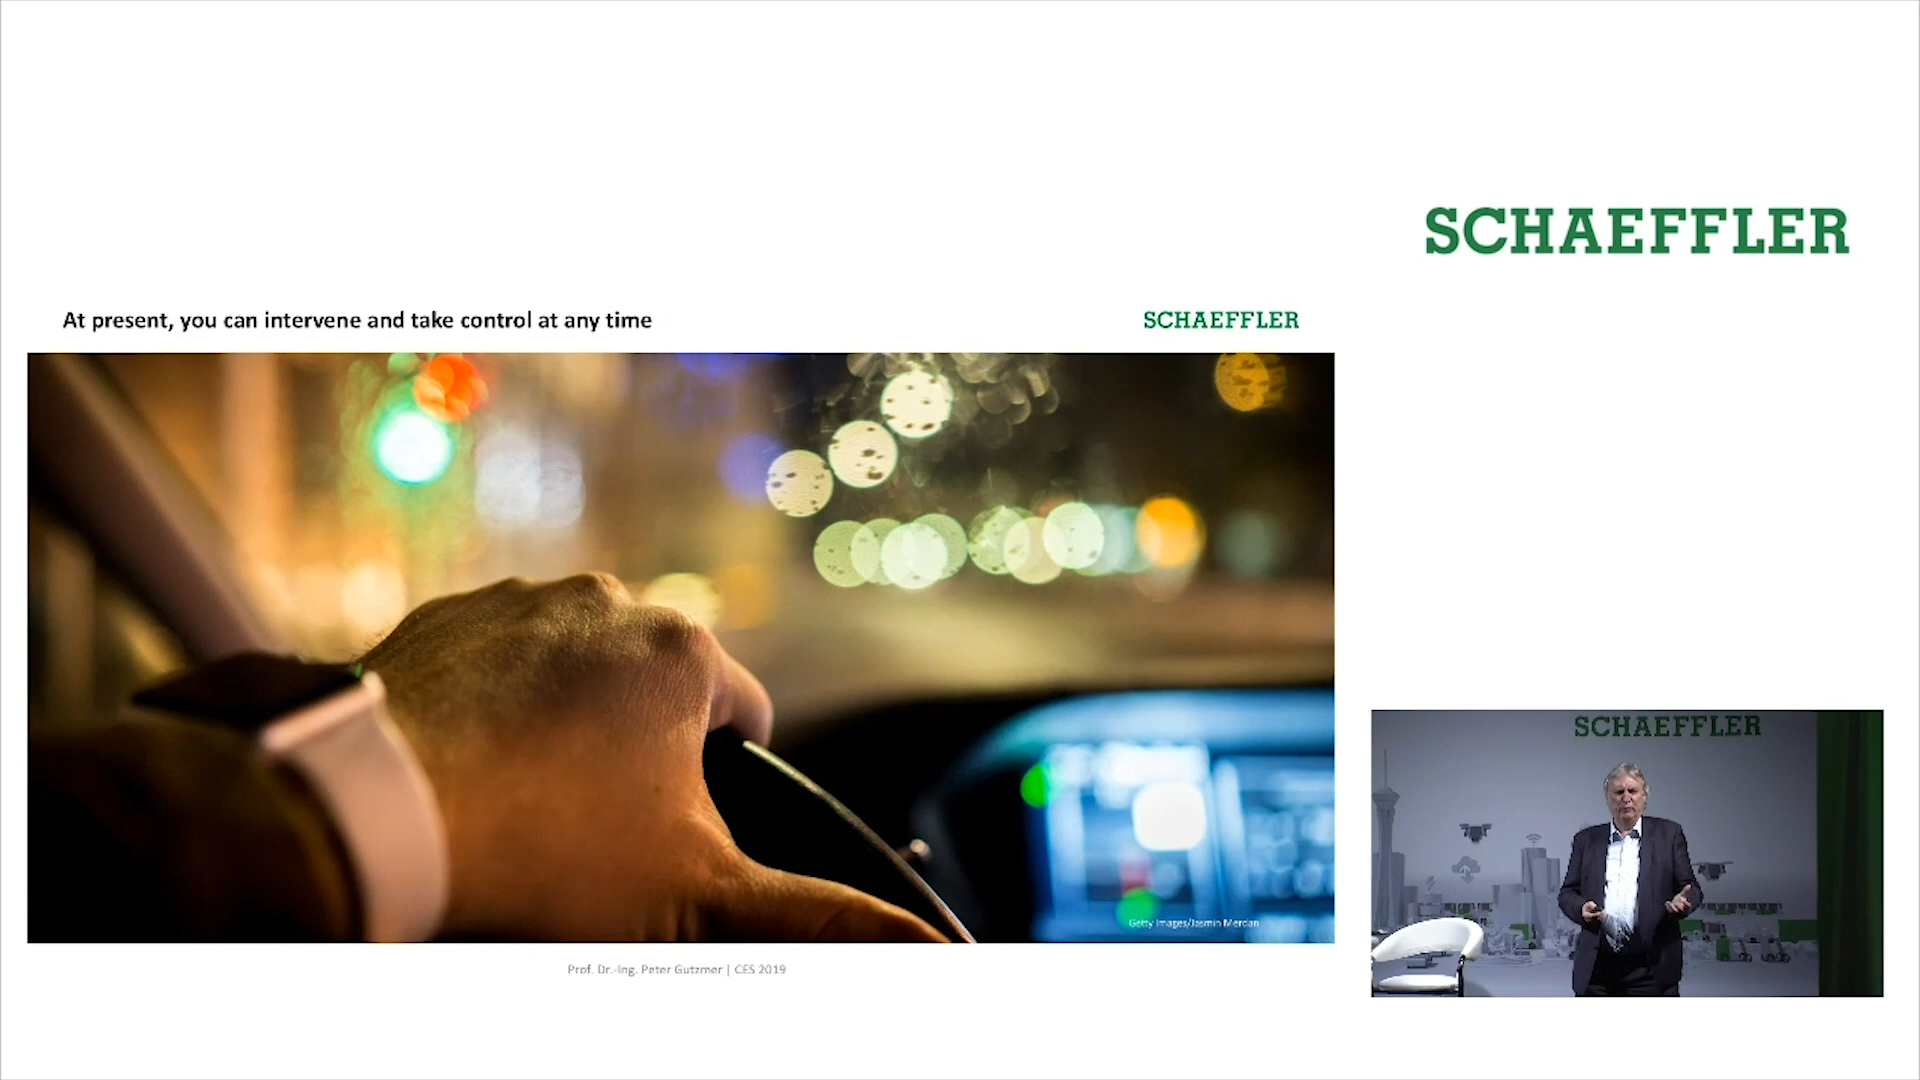 SCHAEFFLER
At present, you can intervene and take control at any time
SCHAEFFLER
Getty Images/Jasmin Merdan
Prof. Dr.-Ing. Peter Gutzmer | CES 2019
SCHAEFFLER